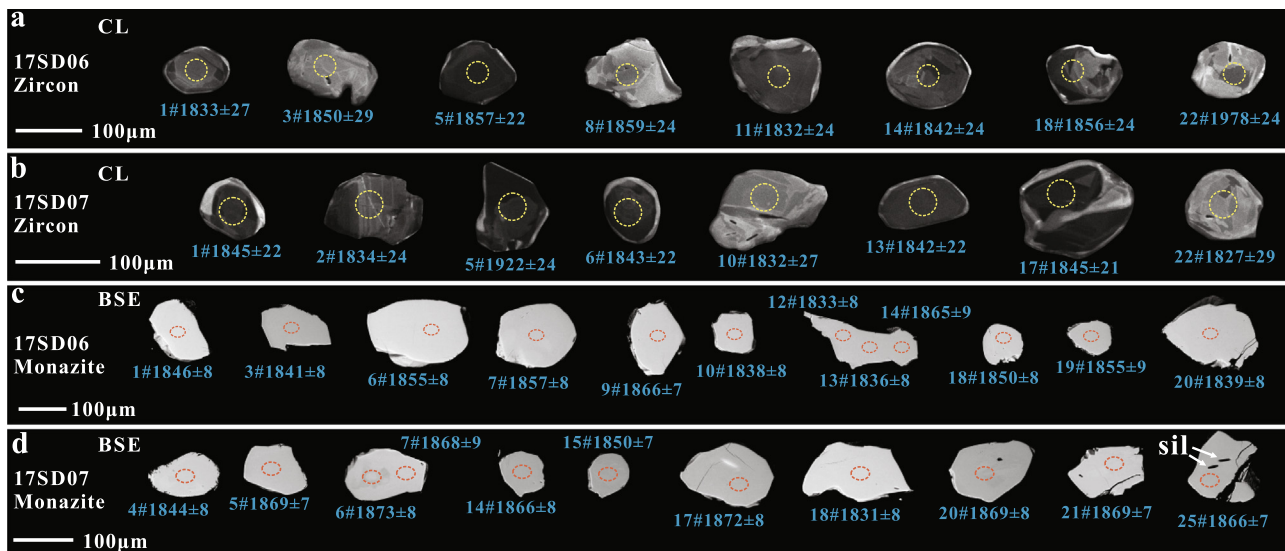 a CL
17SD06
Zircon
1#1833±27 3#1850±29 5#1857±22 8#1859±24 11#1832±24 14#1842±24 18#1856±24 22#1978±24
100μm
b CL
17SD07
Zircon
1#1845±22 2#1834±24 5#1922±24 6#1843±22 10#1832±27 13#1842±22 17#1845±21 22#1827±29
100μm
c BSE
12#1833±8 14#1865±9
17SD06
Monazite
1#1846±8 3#1841±8 6#1855±8 7#1857±8 9#1866±7 10#1838±8 13#1836±8 18#1850±8 19#1855±9 20#1839±8
100μm
d BSE
7#1868±9 15#1850±7 sil
17SD07
Monazite
4#1844±8 5#1869±7 6#1873±8 14#1866±8 17#1872±8 18#1831±8 20#1869±8 21#1869±7 25#1866±7
100μm